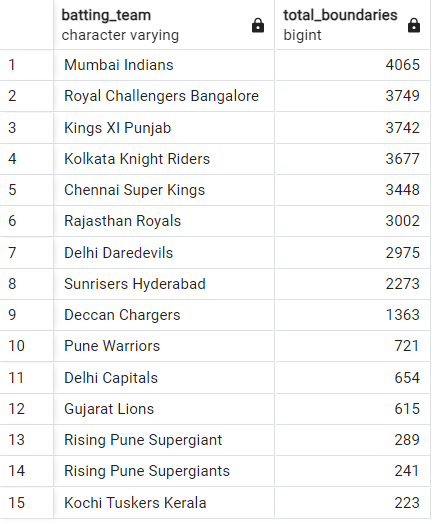 batting_team total_boundaries
character varying bigint
1 Mumbai Indians 4065
2 Royal Challengers Bangalore 3749
3 Kings XI Punjab 3742
4 Kolkata Knight Riders 3677
5 Chennai Super Kings 3448
6 Rajasthan Royals 3002
7 Delhi Daredevils 2975
8 Sunrisers Hyderabad 2273
9 Deccan Chargers 1363
10 Pune Warriors 721
11 Delhi Capitals 654
12 Gujarat Lions 615
13 Rising Pune Supergiant 289
14 Rising Pune Supergiants 241
15 Kochi Tuskers Kerala 223